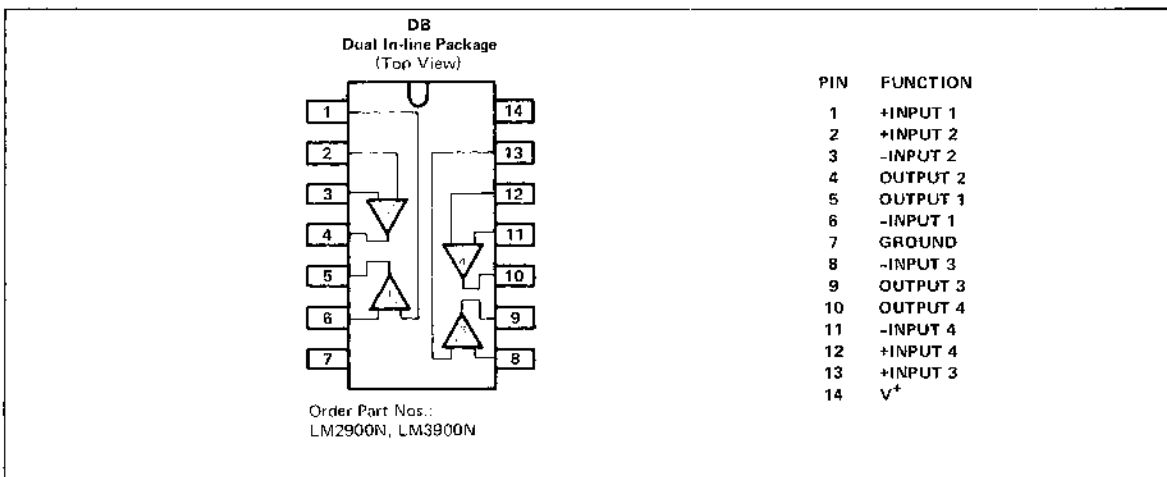 DB
Dual In-line Package
(Top View)
1
2
3
4
5
6
7
14
13
12
11
10
9
8
4
Order Part Nos.:
LM2900N, LM3900N
PIN FUNCTION
1 +INPUT 1
2 +INPUT 2
3 -INPUT 2
4 OUTPUT 2
5 OUTPUT 1
6 -INPUT 1
7 GROUND
8 -INPUT 3
9 OUTPUT 3
10 OUTPUT 4
11 -INPUT 4
12 +INPUT 4
13 +INPUT 3
14 V+